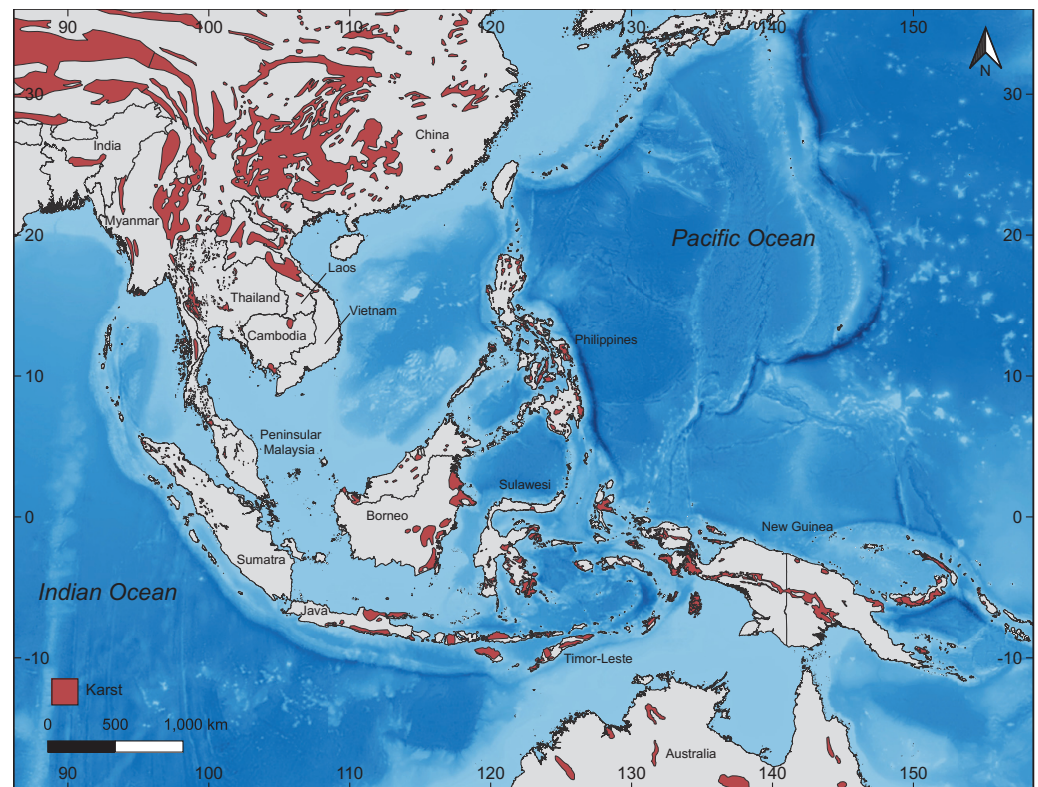 90 100 110 120 130 140 150
N
30 30
China
India
Myanmar
20 20
Pacific Ocean
Laos
Thailand
Vietnam
Cambodia
Philippines
10 10
Peninsular
Malaysia
Sulawesi
0 0
Borneo
New Guinea
Sumatra
Indian Ocean
Java
-10 -10
Timor-Leste
Karst
0 500 1,000 km
Australia
90 100 110 120 130 140 150